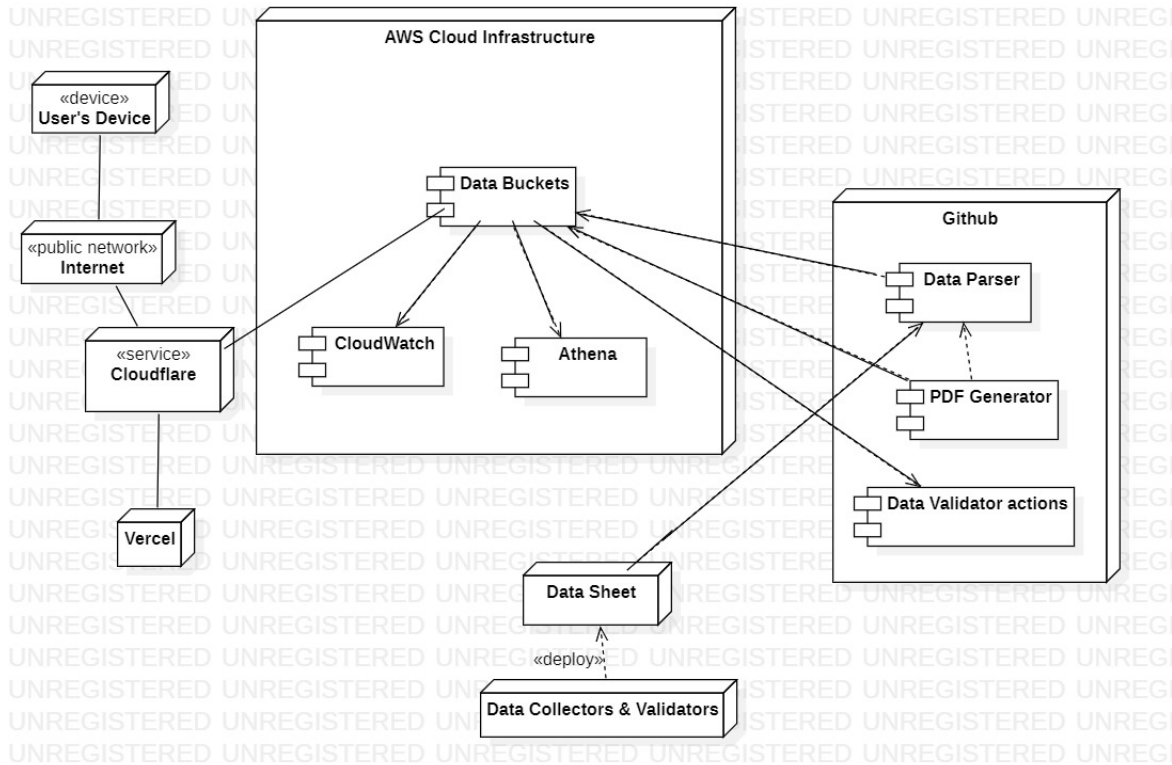 AWS Cloud Infrastructure
«device»
User's Device
Data Buckets
Github
«public network»
Internet
Data Parser
CloudWatch
Athena
«service»
Cloudflare
PDF Generator
Data Validator actions
Vercel
Data Sheet
«deploy»
Data Collectors & Validators
UNREGISTERED